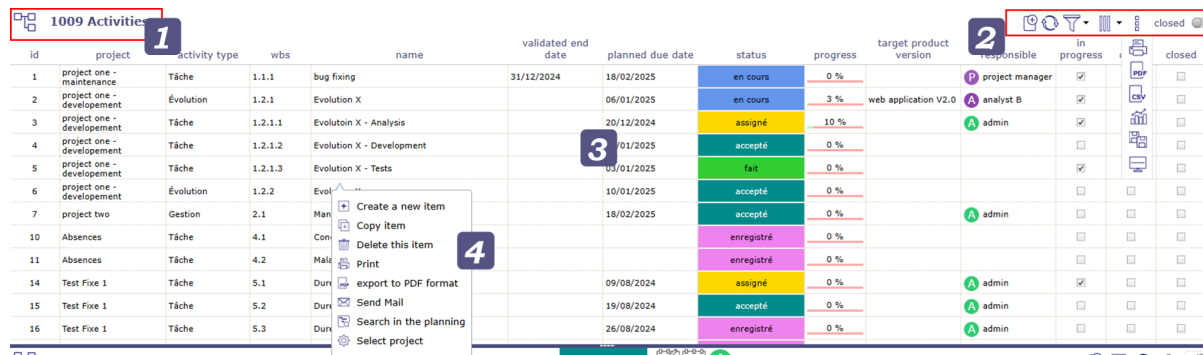 1009 Activities
1
2
closed
id project activity type wbs name validated end date planned due date status progress target product version responsible in progress closed
1 project one - maintenance Tâche 1.1.1 bug fixing 31/12/2024 18/02/2025 en cours 0 % P project manager
PDF
2 project one - developement Évolution 1.2.1 Evolution X 06/01/2025 en cours 3 % web application V2.0 A analyst B
CSV
3 project one - developement Tâche 1.2.1.1 Evolutoin X - Analysis 20/12/2024 assigné 10 % A admin
4 project one - developement Tâche 1.2.1.2 Evolution X - Development /01/2025 accepté 0 %
3
5 project one - developement Tâche 1.2.1.3 Evolution X - Tests 03/01/2025 fait 0 %
6 project one - developement Évolution 1.2.2 10/01/2025 accepté 0 %
7 project two Gestion 2.1 Man 18/02/2025 accepté 0 % A admin
10 Absences Tâche 4.1 Con enregistré 0 %
11 Absences Tâche 4.2 Mala enregistré 0 %
14 Test Fixe 1 Tâche 5.1 Dure 09/08/2024 assigné 0 % A admin
15 Test Fixe 1 Tâche 5.2 Dure 19/08/2024 accepté 0 % A admin
16 Test Fixe 1 Tâche 5.3 Dure 26/08/2024 enregistré 0 % A admin
Create a new item
Copy item
Delete this item
4
Print
PDF export to PDF format
Send Mail
Search in the planning
Select project